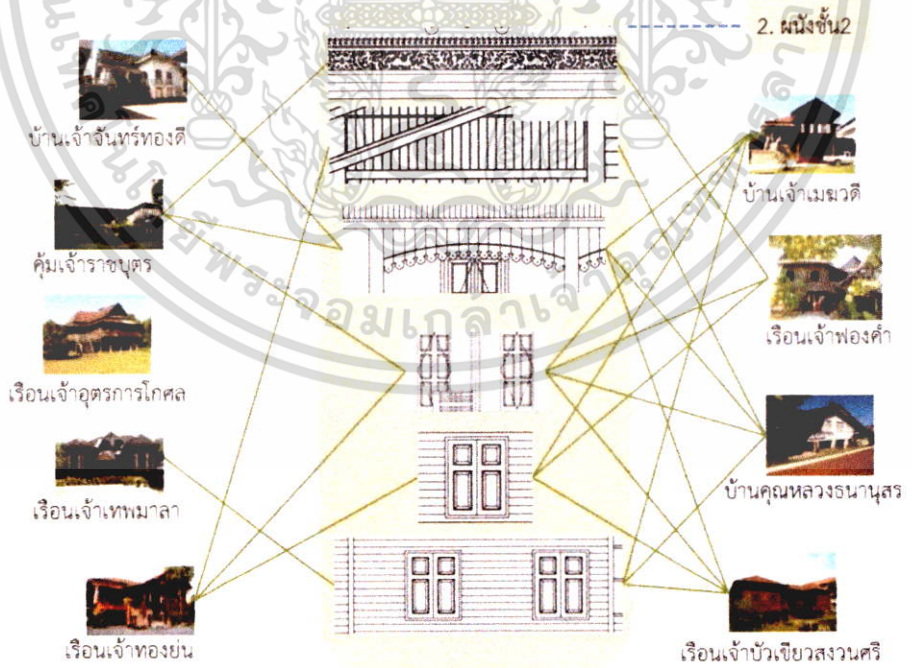 2. ผนังชั้น2
บ้านเจ้าจันทร์ทองดี
คุ้มเจ้าราชบุตร
เรือนเจ้าอุตรการโกศล
เรือนเจ้าเทพมาลา
เรือนเจ้าทองย่น
บ้านเจ้าเมฆวดี
เรือนเจ้าฟองคำ
บ้านคุณหลวงธนานุสร
เรือนเจ้าบัวเขียวสงวนศรี